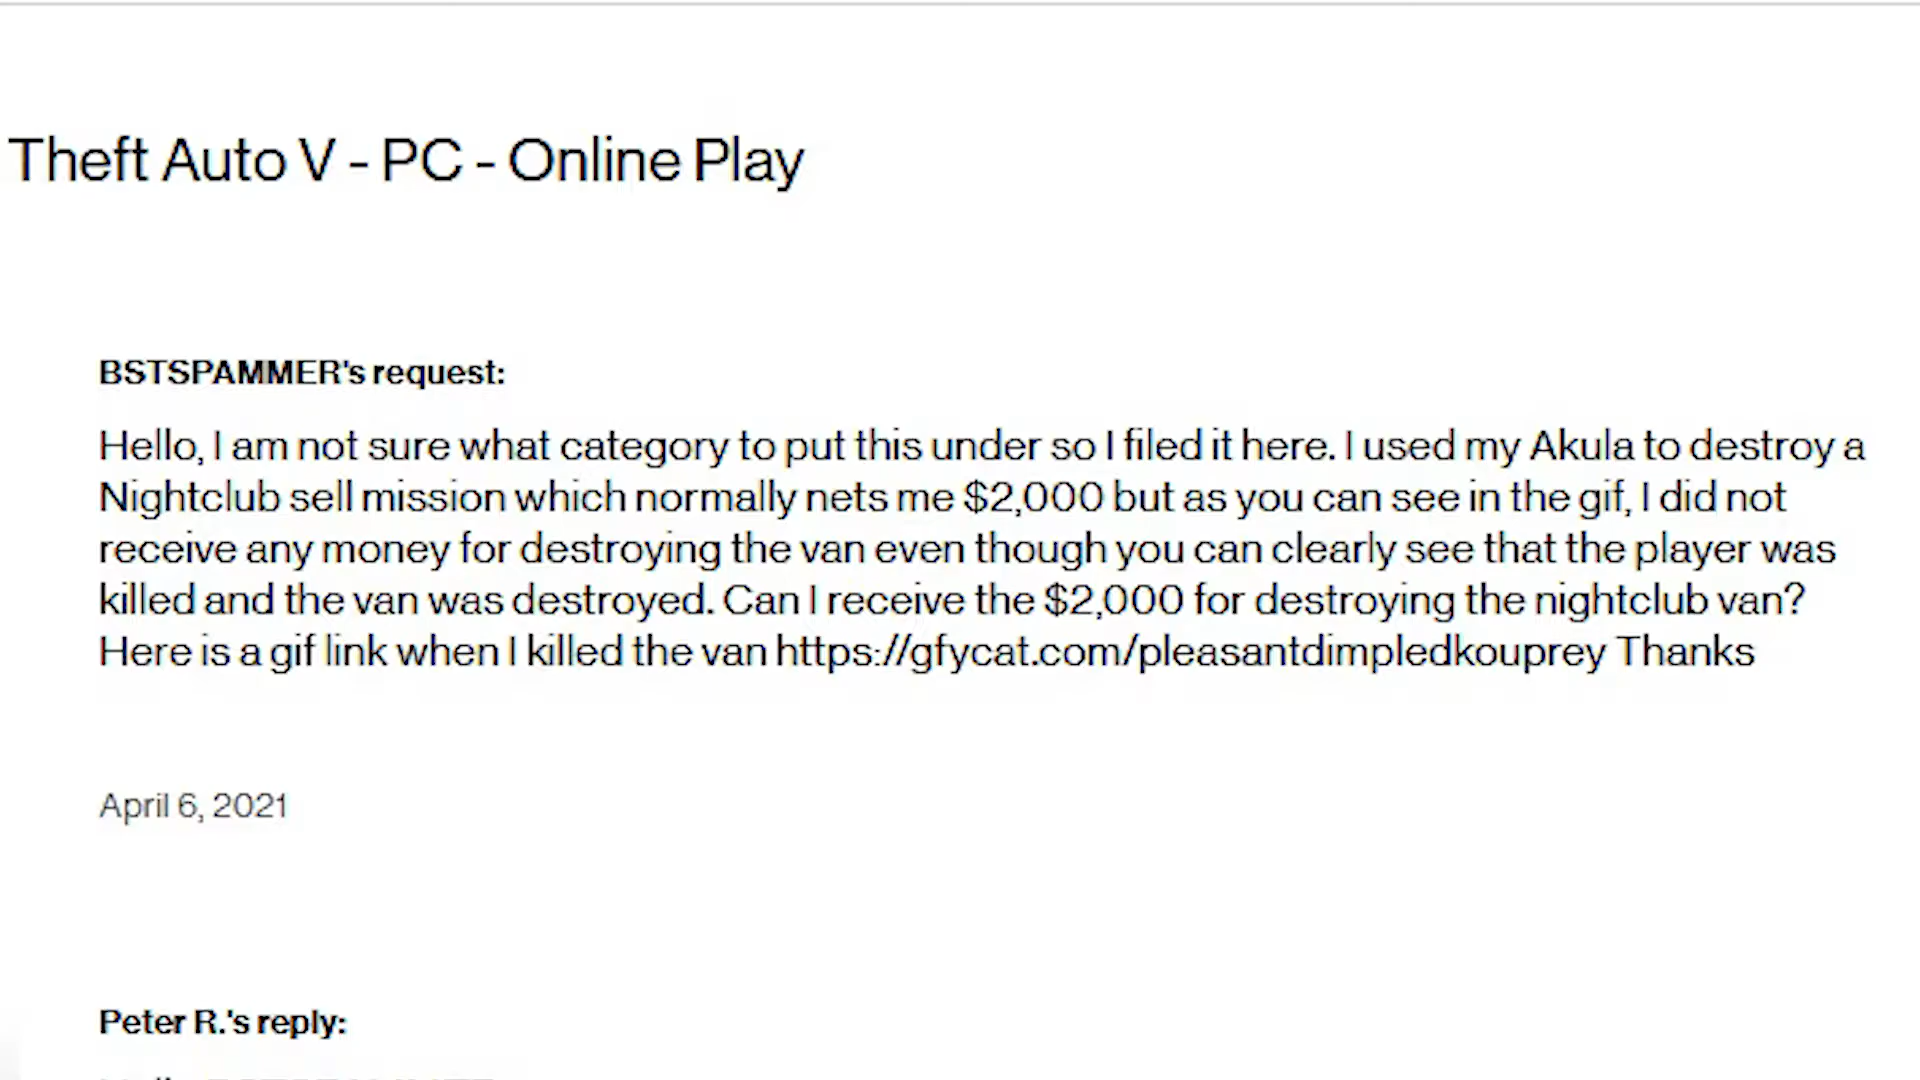 Theft Auto V - PC - Online Play
BSTSPAMMER's request:
Hello, I am not sure what category to put this under so I filed it here. I used my Akula to destroy a
Nightclub sell mission which normally nets me $2,000 but as you can see in the gif, I did not
receive any money for destroying the van even though you can clearly see that the player was
killed and the van was destroyed. Can I receive the $2,000 for destroying the nightclub van?
Here is a gif link when I killed the van https://gfycat.com/pleasantdimpledkouprey Thanks
April 6, 2021
Peter R.'s reply: